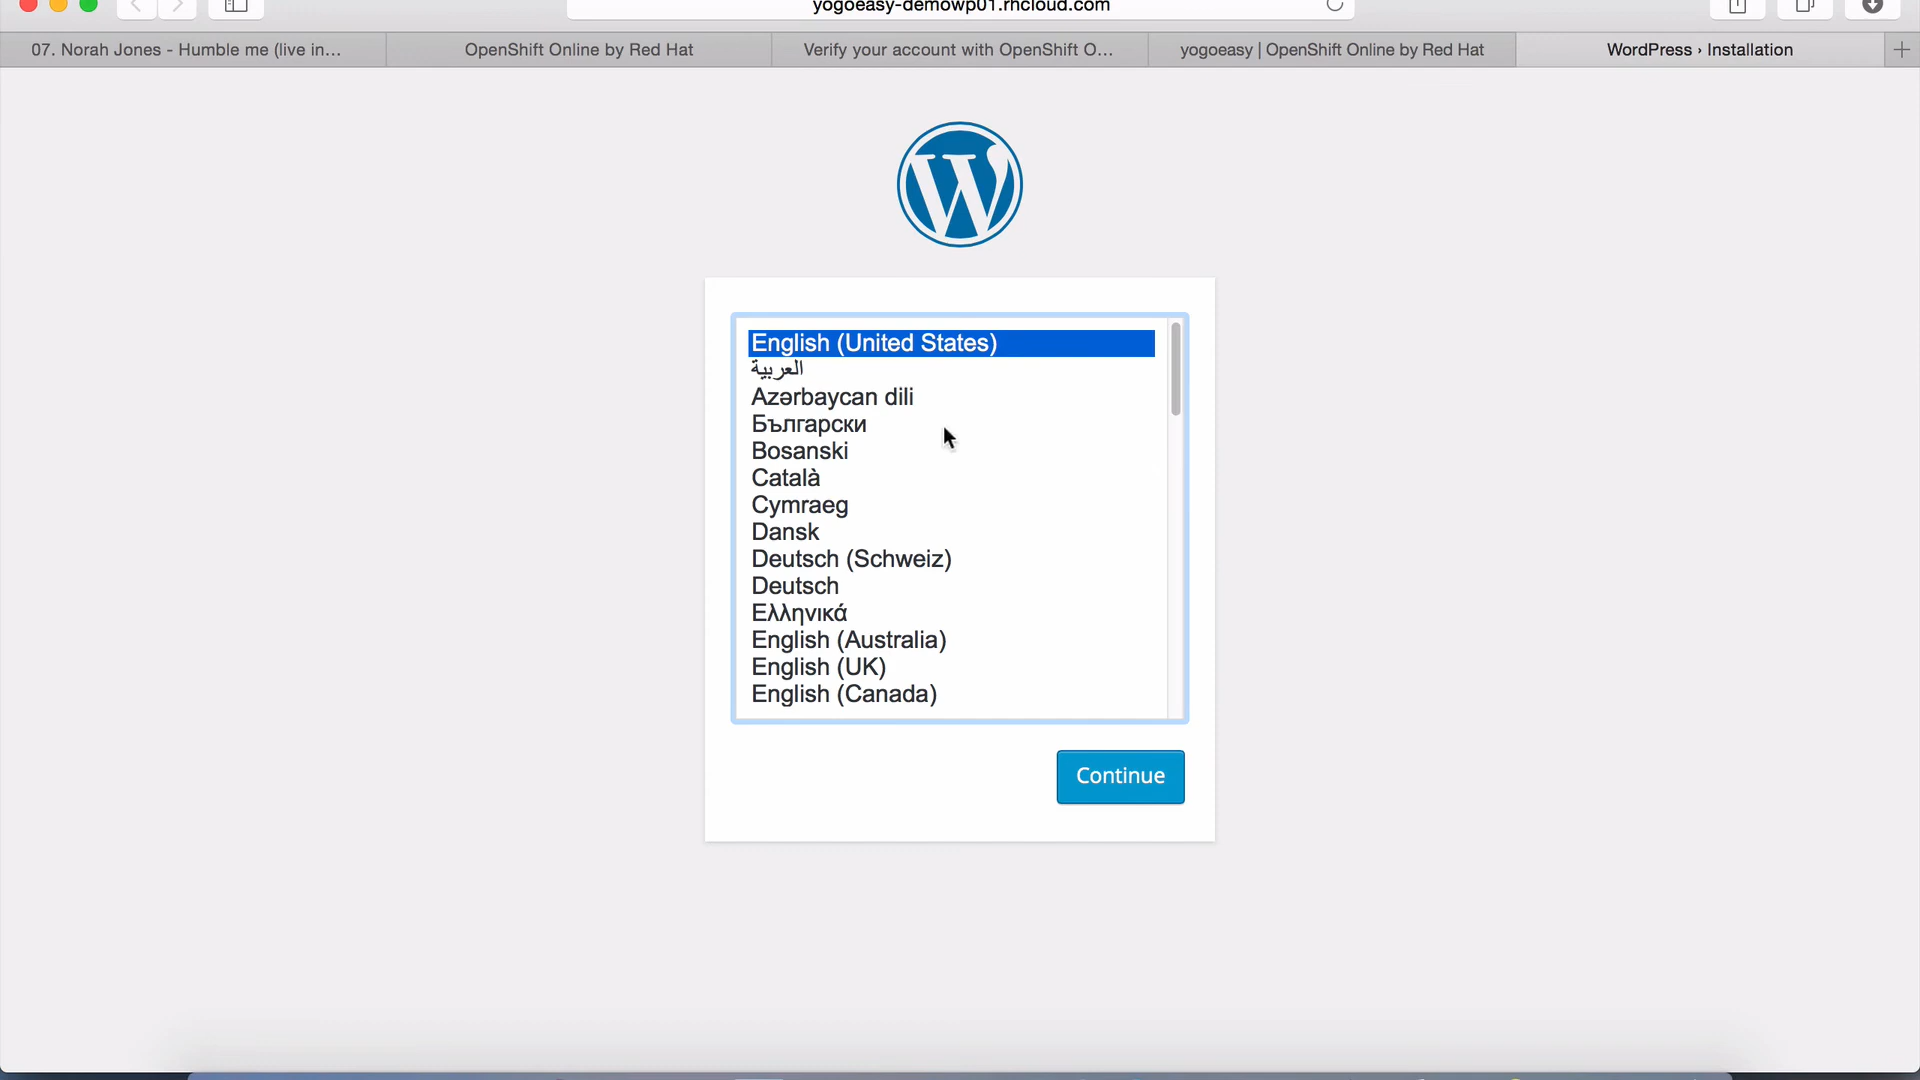 yogoeasy-demowp01.rhcloud.com
07. Norah Jones - Humble me (live in...
OpenShift Online by Red Hat
Verify your account with OpenShift O...
yogoeasy | OpenShift Online by Red Hat
WordPress › Installation
English (United States)
العربية
Azərbaycan dili
Български
Bosanski
Català
Cymraeg
Dansk
Deutsch (Schweiz)
Deutsch
Ελληνικά
English (Australia)
English (UK)
English (Canada)
Continue